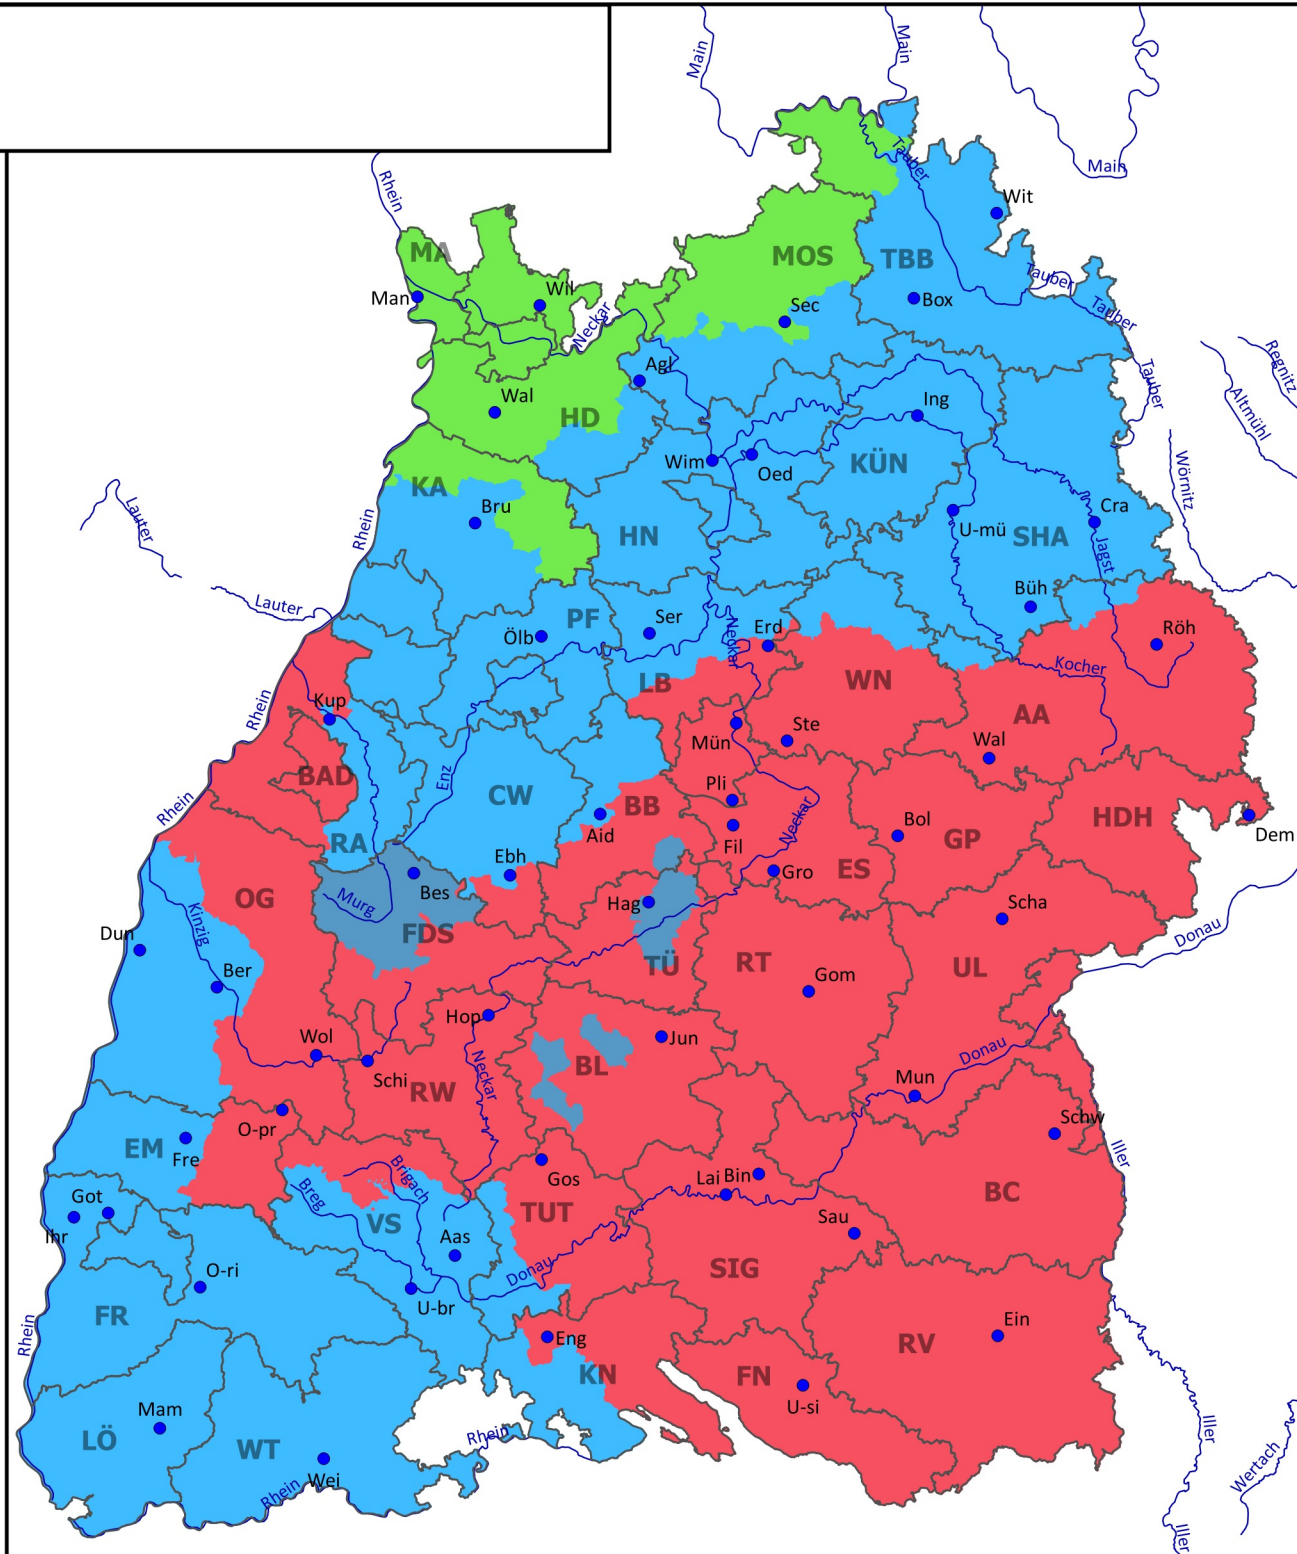 Main
Main
Main
Rhein
Tauber
Wit
MA
MOS
TBB
Tauber
Man
Wil
Sec
Box
Tauber
Neckar
Regnitz
Tauber
Agl
Altmühl
Wal
HD
Ing
Wim
Oed
KÜN
KA
Wörnitz
Bru
Lauter
Rhein
HN
U-mü
SHA
Cra
Jagst
Lauter
PF
Büh
Ölb
Ser
Neckar
Erd
Röh
Kocher
LB
WN
Rhein
Kup
AA
Mün
Ste
Wal
BAD
Enz
CW
Pli
BB
Rhein
Neckar
HDH
Aid
Fil
Bol
GP
Dem
RA
Ebh
Gro
ES
Bes
OG
Murg
Hag
Scha
Kinzig
FDS
Dun
Donau
Ber
TÜ
RT
Gom
UL
Hop
Wol
Jun
Donau
Schi
Neckar
BL
RW
Mun
O-pr
Schw
EM
Fre
Iller
Brigach
Gos
Lai
Bin
BC
Got
Breg
VS
TUT
Ihr
Aas
Sau
O-ri
Donau
SIG
U-br
FR
Rhein
Eng
Ein
RV
KN
FN
U-si
Mam
LÖ
WT
Rhein
Iller
Wei
Rhein
Wertach
Iller